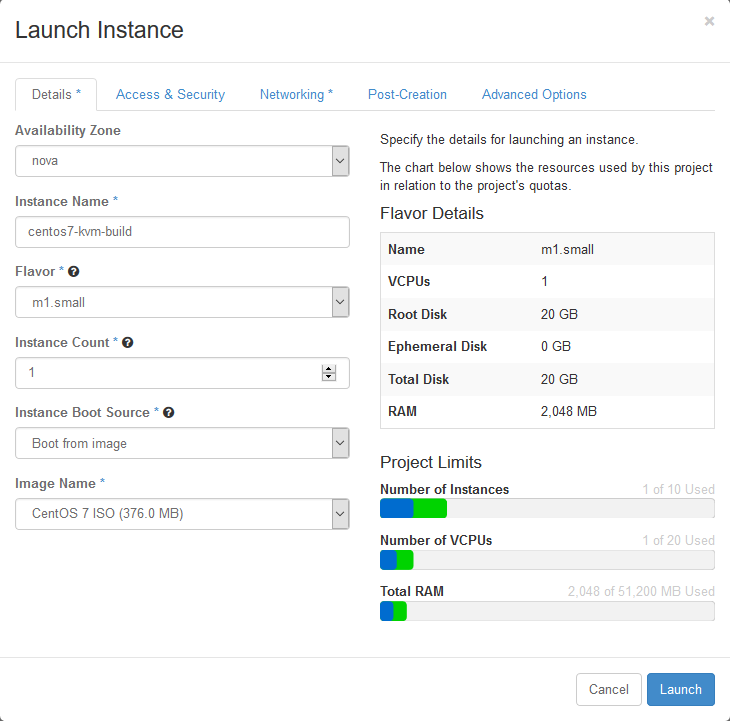 Launch Instance ×
Details * Access & Security Networking * Post-Creation Advanced Options
Availability Zone
nova
Instance Name *
centos7-kvm-build
Flavor * ?
m1.small
Instance Count * ?
1
Instance Boot Source * ?
Boot from image
Image Name *
CentOS 7 ISO (376.0 MB)
Specify the details for launching an instance.
The chart below shows the resources used by this project
in relation to the project's quotas.
Flavor Details
Name m1.small
VCPUs 1
Root Disk 20 GB
Ephemeral Disk 0 GB
Total Disk 20 GB
RAM 2,048 MB
Project Limits
Number of Instances 1 of 10 Used
Number of VCPUs 1 of 20 Used
Total RAM 2,048 of 51,200 MB Used
Cancel Launch